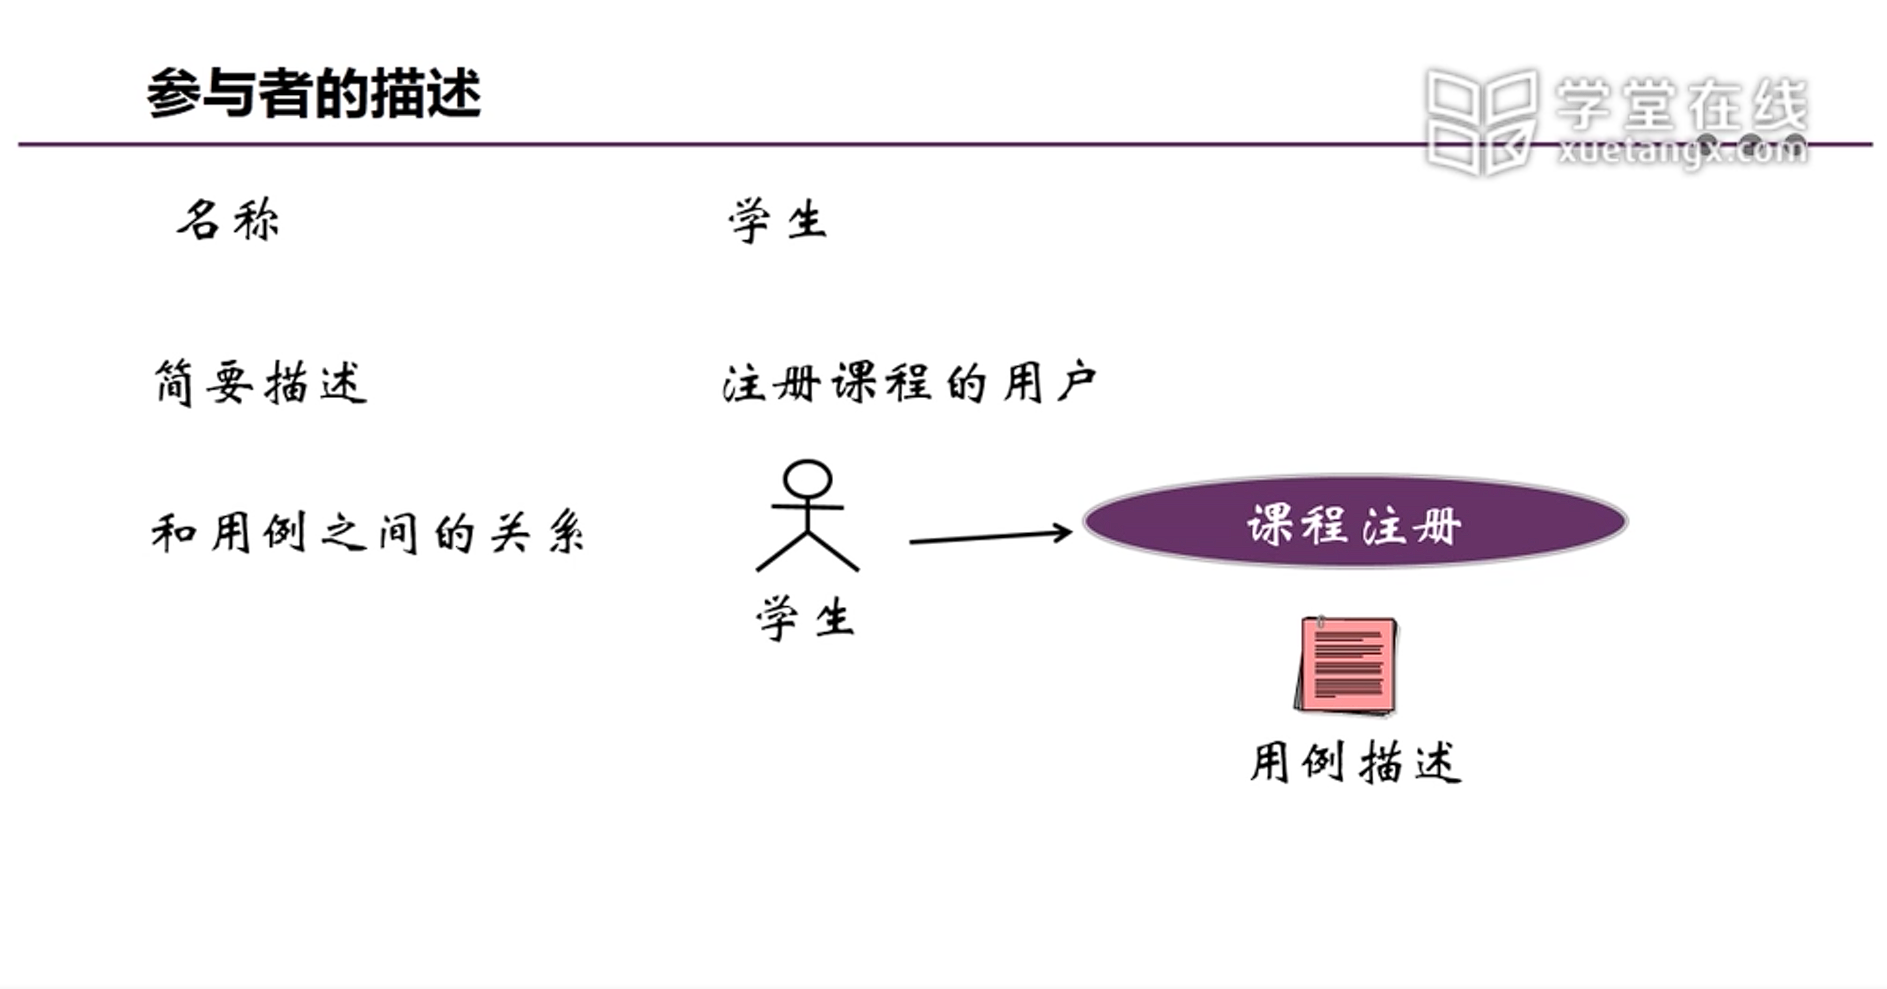 参与者的描述
学堂在线
xuetangx.com
名称 学生
简要描述 注册课程的用户
和用例之间的关系 课程注册
学生
用例描述